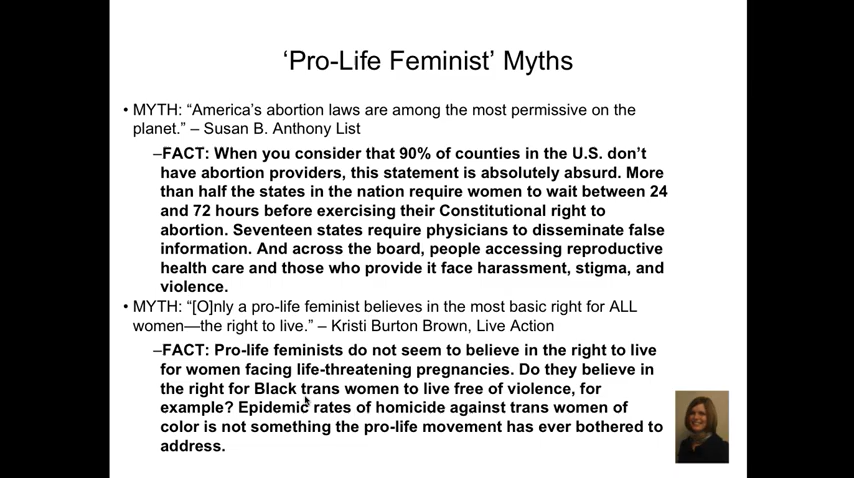 ‘Pro-Life Feminist’ Myths
• MYTH: “America’s abortion laws are among the most permissive on the
planet.” – Susan B. Anthony List
–FACT: When you consider that 90% of counties in the U.S. don’t
have abortion providers, this statement is absolutely absurd. More
than half the states in the nation require women to wait between 24
and 72 hours before exercising their Constitutional right to
abortion. Seventeen states require physicians to disseminate false
information. And across the board, people accessing reproductive
health care and those who provide it face harassment, stigma, and
violence.
• MYTH: “[O]nly a pro-life feminist believes in the most basic right for ALL
women—the right to live.” – Kristi Burton Brown, Live Action
–FACT: Pro-life feminists do not seem to believe in the right to live
for women facing life-threatening pregnancies. Do they believe in
the right for Black trans women to live free of violence, for
example? Epidemic rates of homicide against trans women of
color is not something the pro-life movement has ever bothered to
address.